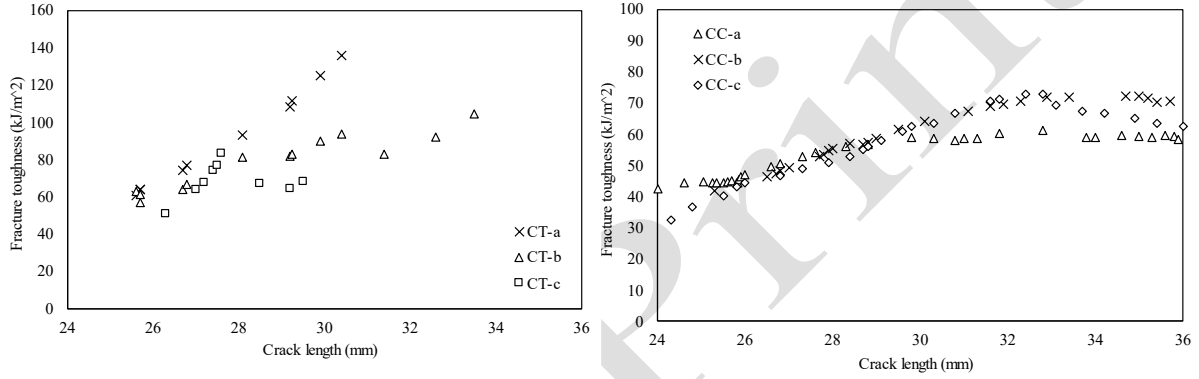 160
140
120
100
80
60
40
20
0
Fracture toughness (kJ/m^2)
CT-a
CT-b
CT-c
24 26 28 30 32 34 36
Crack length (mm)
100
90
80
70
60
50
40
30
20
10
0
Fracture toughness (kJ/m^2)
CC-a
CC-b
CC-c
24 26 28 30 32 34 36
Crack length (mm)